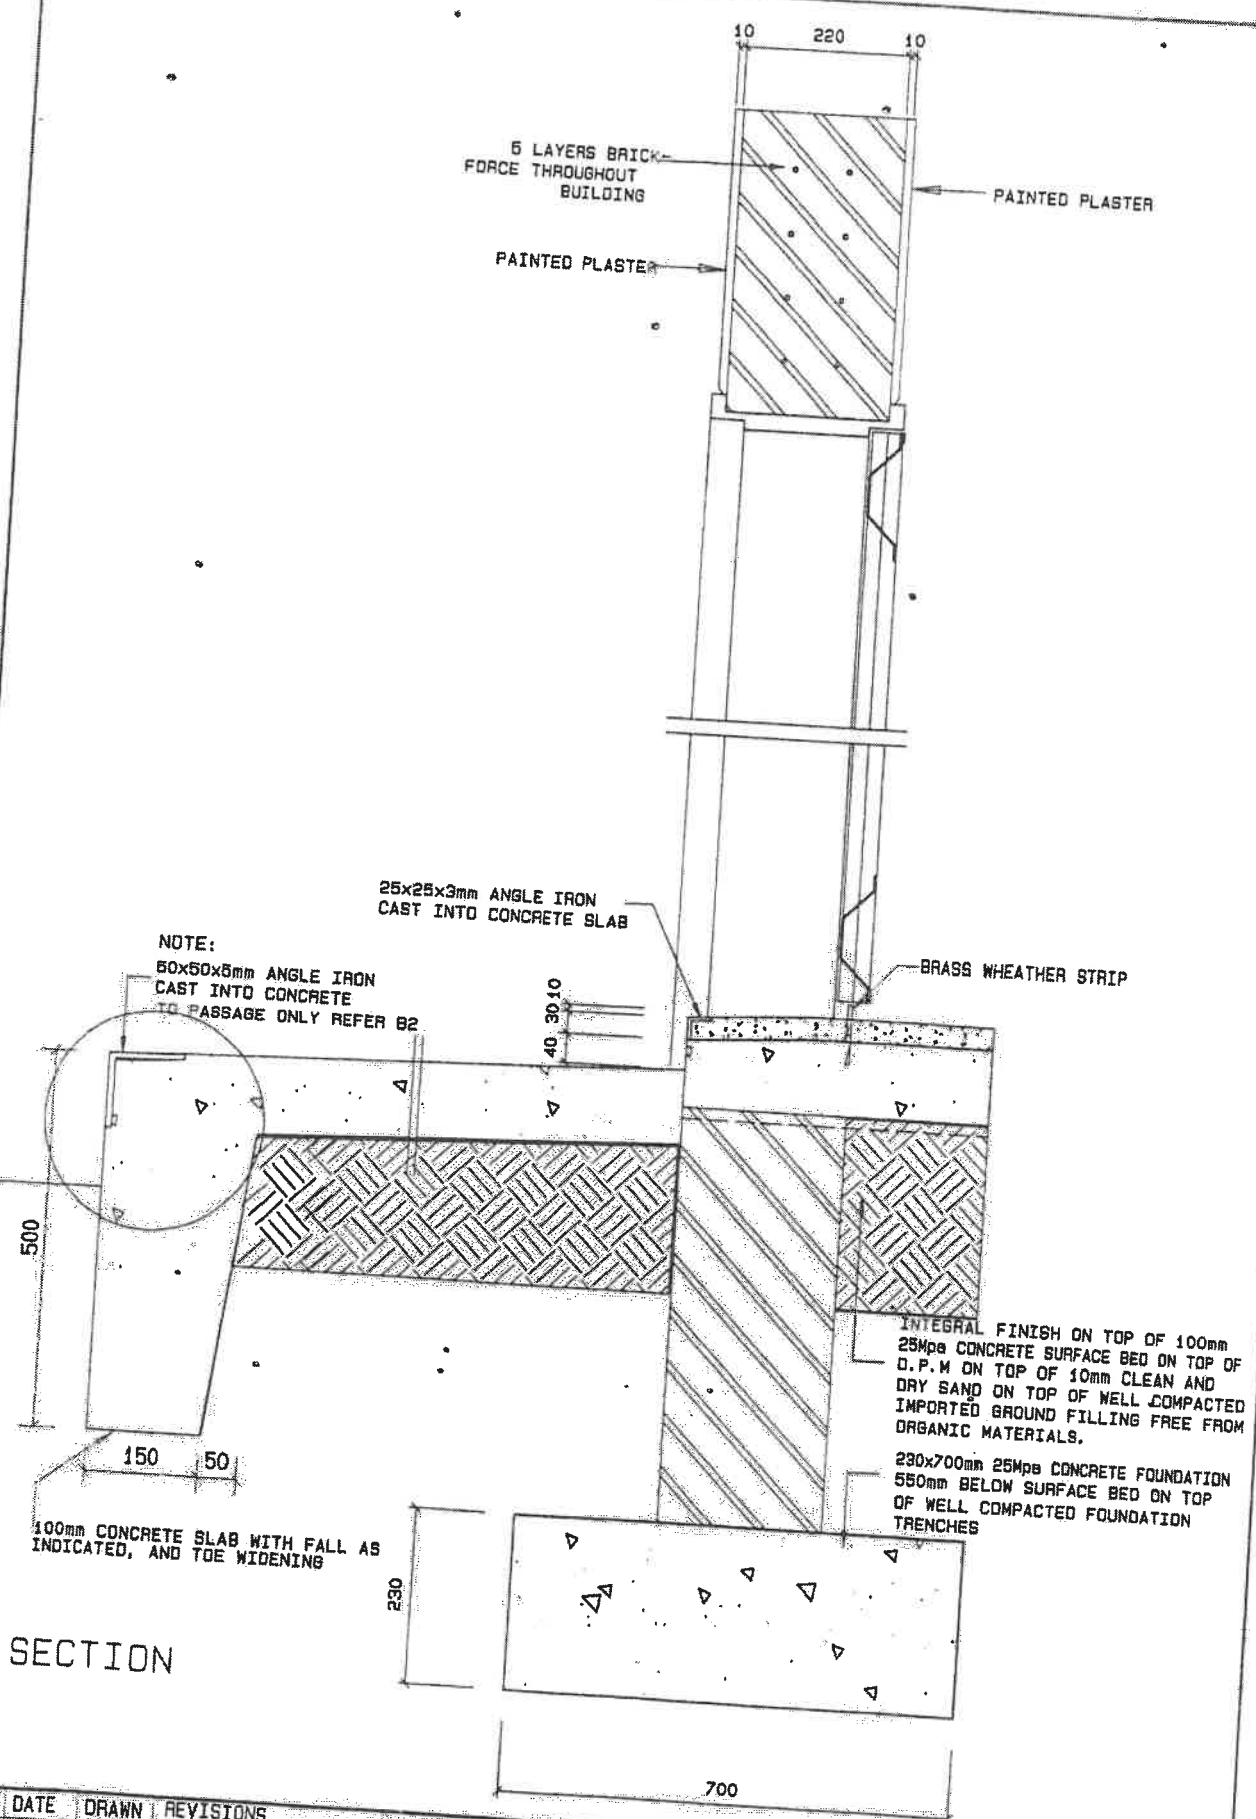 10 220 10
5 LAYERS BRICK-
FORCE THROUGHOUT
BUILDING
PAINTED PLASTER
PAINTED PLASTE
25x25x3mm ANGLE IRON
CAST INTO CONCRETE SLAB
NOTE:
50x50x5mm ANGLE IRON
CAST INTO CONCRETE
TO PASSAGE ONLY REFER B2
40 30 10
BRASS WHEATHER STRIP
500
150 50
100mm CONCRETE SLAB WITH FALL AS
INDICATED, AND TOE WIDENING
INTEGRAL FINISH ON TOP OF 100mm
25Mpa CONCRETE SURFACE BED ON TOP OF
D.P.M ON TOP OF 10mm CLEAN AND
DRY SAND ON TOP OF WELL COMPACTED
IMPORTED GROUND FILLING FREE FROM
ORGANIC MATERIALS.
230x700mm 25Mpa CONCRETE FOUNDATION
550mm BELOW SURFACE BED ON TOP
OF WELL COMPACTED FOUNDATION
TRENCHES
230
SECTION
700
DATE DRAWN REVISIONS